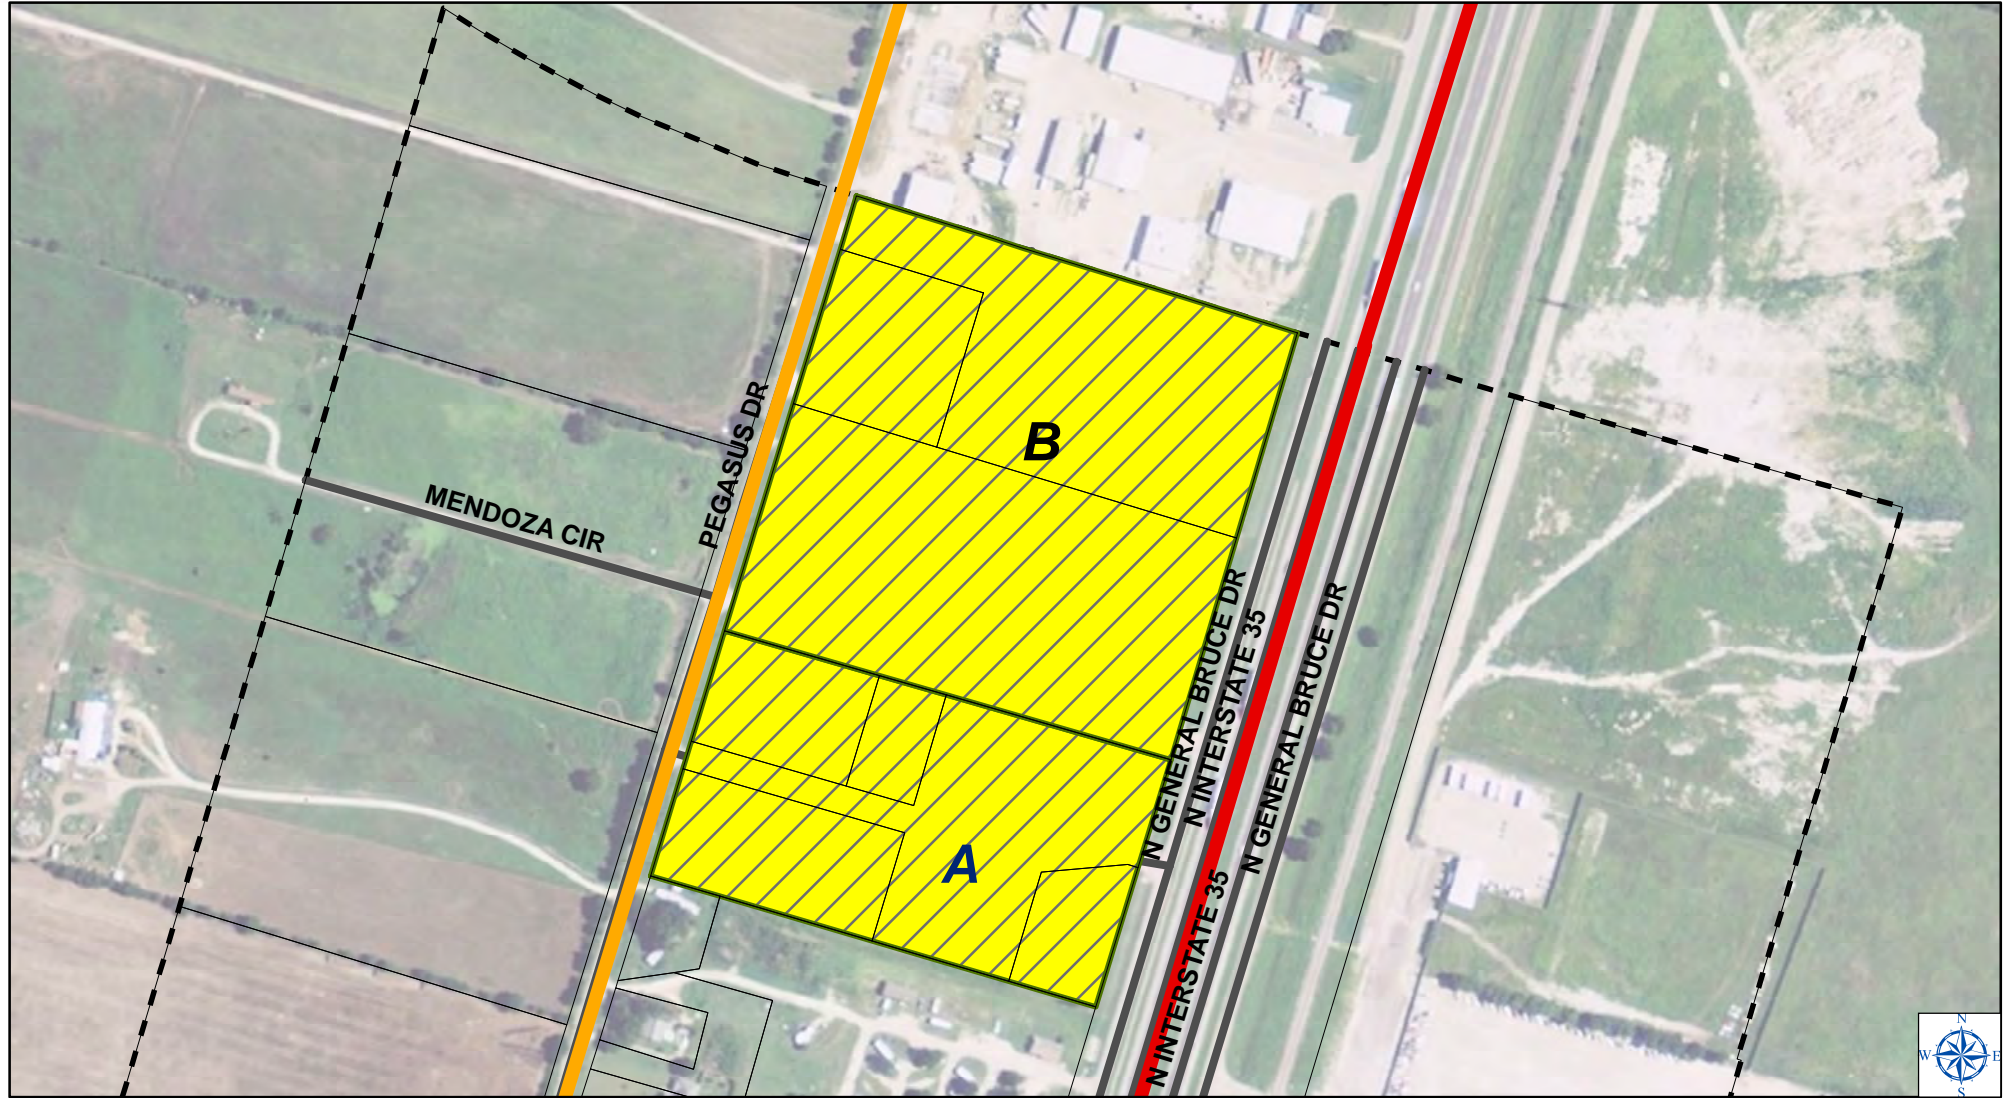 PEGASUS DR
B
MENDOZA CIR
N GENERAL BRUCE DR
N INTERSTATE 35
N GENERAL BRUCE DR
A
N INTERSTATE 35
N
W E
S